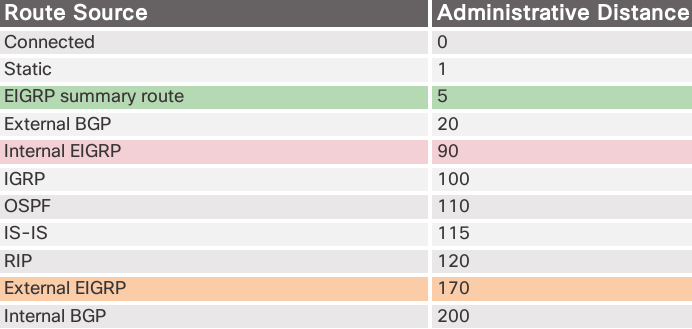 Route Source Administrative Distance
Connected 0
Static 1
EIGRP summary route 5
External BGP 20
Internal EIGRP 90
IGRP 100
OSPF 110
IS-IS 115
RIP 120
External EIGRP 170
Internal BGP 200